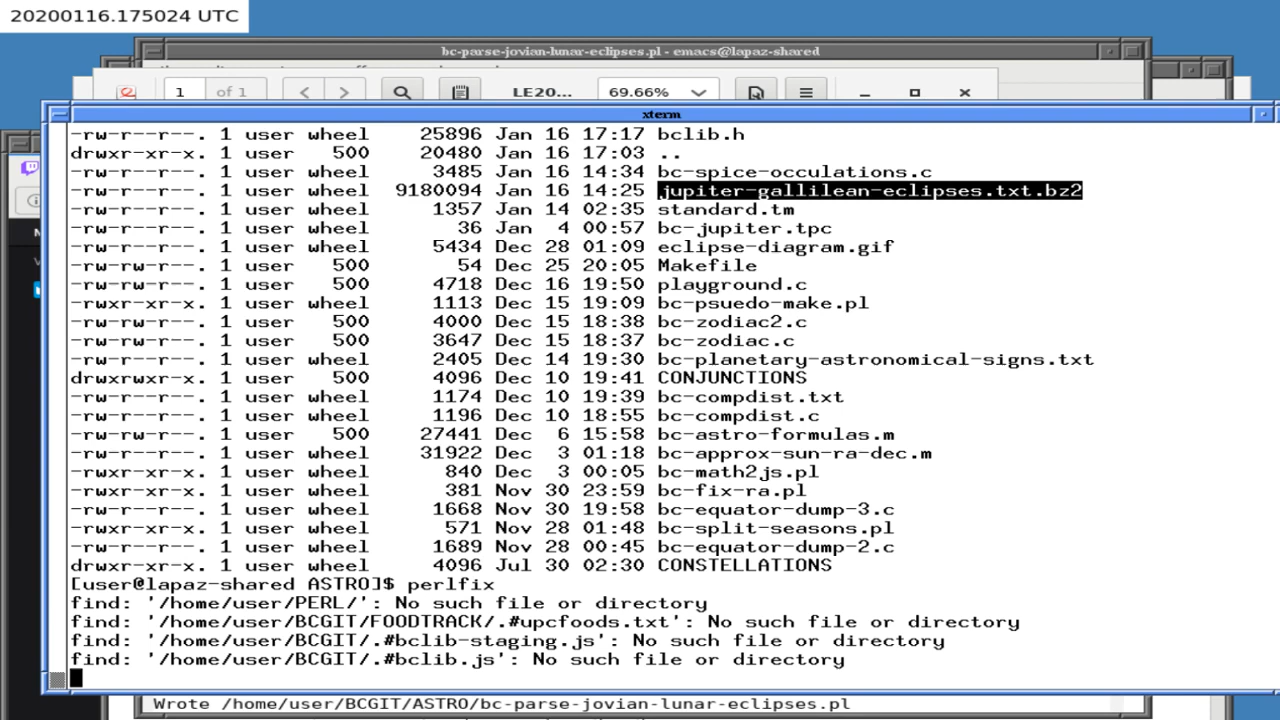 20200116.175024 UTC
bc-parse-jovian-lunar-eclipses.pl - emacs@lapaz-shared
1 of 1 LE20... 69.66%
xterm
-rw-r--r--. 1 user wheel 25896 Jan 16 17:17 bclib.h
drwxr-xr-x. 1 user 500 20480 Jan 16 17:03 ..
-rw-r--r--. 1 user wheel 3485 Jan 16 14:34 bc-spice-occulations.c
-rw-r--r--. 1 user wheel 9180094 Jan 16 14:25 jupiter-gallilean-eclipses.txt.bz2
-rw-r--r--. 1 user wheel 1357 Jan 14 02:35 standard.tm
-rw-r--r--. 1 user wheel 36 Jan 4 00:57 bc-jupiter.tpc
-rw-r--r--. 1 user wheel 5434 Dec 28 01:09 eclipse-diagram.gif
-rw-rw-r--. 1 user 500 54 Dec 25 20:05 Makefile
-rw-rw-r--. 1 user 500 4718 Dec 16 19:50 playground.c
-rwxr-xr-x. 1 user wheel 1113 Dec 15 19:09 bc-psuedo-make.pl
-rw-rw-r--. 1 user 500 4000 Dec 15 18:38 bc-zodiac2.c
-rw-rw-r--. 1 user 500 3647 Dec 15 18:37 bc-zodiac.c
-rw-r--r--. 1 user wheel 2405 Dec 14 19:30 bc-planetary-astronomical-signs.txt
drwxrwxr-x. 1 user 500 4096 Dec 10 19:41 CONJUNCTIONS
-rw-r--r--. 1 user wheel 1174 Dec 10 19:39 bc-compdist.txt
-rw-r--r--. 1 user wheel 1196 Dec 10 18:55 bc-compdist.c
-rw-rw-r--. 1 user 500 27441 Dec 6 15:58 bc-astro-formulas.m
-rw-r--r--. 1 user wheel 31922 Dec 3 01:18 bc-approx-sun-ra-dec.m
-rwxr-xr-x. 1 user wheel 840 Dec 3 00:05 bc-math2js.pl
-rwxr-xr-x. 1 user wheel 381 Nov 30 23:59 bc-fix-ra.pl
-rw-r--r--. 1 user wheel 1668 Nov 30 19:58 bc-equator-dump-3.c
-rwxr-xr-x. 1 user wheel 571 Nov 28 01:48 bc-split-seasons.pl
-rw-r--r--. 1 user wheel 1689 Nov 28 00:45 bc-equator-dump-2.c
drwxr-xr-x. 1 user wheel 4096 Jul 30 02:30 CONSTELLATIONS
[user@lapaz-shared ASTRO]$ perlfix
find: '/home/user/PERL/': No such file or directory
find: '/home/user/BCGIT/FOODTRACK/.#upcfoods.txt': No such file or directory
find: '/home/user/BCGIT/.#bclib-staging.js': No such file or directory
find: '/home/user/BCGIT/.#bclib.js': No such file or directory
Wrote /home/user/BCGIT/ASTRO/bc-parse-jovian-lunar-eclipses.pl